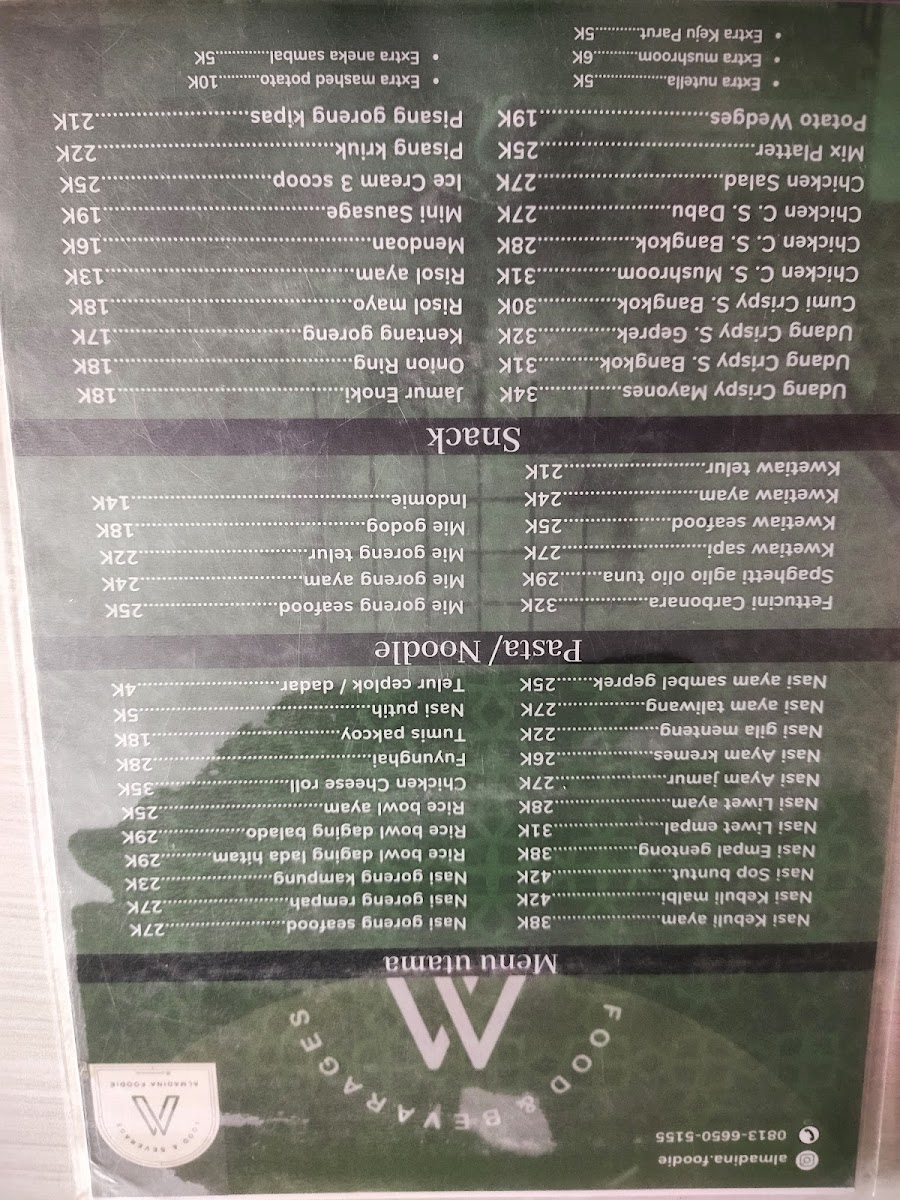 almadina.foodie
0813-6650-5155
FOOD & BEVERAGE
ALMADINA FOODIE
FOOD & BEVARAGES
Menu utama
Nasi Kebuli ayam....................38K
Nasi Kebuli malbi....................42K
Nasi Sop buntut....................42K
Nasi Empal gentong....................38K
Nasi Liwet empal....................31K
Nasi Liwet ayam....................28K
Nasi Ayam jamur....................27K
Nasi Ayam kremes....................26K
Nasi gila menteng....................22K
Nasi ayam taliwang....................27K
Nasi ayam sambel geprek........25K
Nasi goreng seafood....................27K
Nasi goreng rempah....................27K
Nasi goreng kampung....................23K
Rice bowl daging lada hitam..........29K
Rice bowl daging balado..............29K
Rice bowl ayam....................25K
Chicken Cheese roll....................35K
Fuyunghai....................28K
Tumis pakcoy....................18K
Nasi putih....................5K
Telur ceplok / dadar....................4K
Pasta/Noodle
Fettucini Carbonara....................32K
Spaghetti aglio olio tuna........29K
Kwetiaw sapi....................27K
Kwetiaw seafood....................25K
Kwetiaw ayam....................24K
Kwetiaw telur....................21K
Mie goreng seafood....................25K
Mie goreng ayam....................24K
Mie goreng telur....................22K
Mie godog....................18K
Indomie....................14K
Snack
Udang Crispy Mayones..............34K
Udang Crispy S. Bangkok..........31K
Udang Crispy S. Geprek............32K
Cumi Crispy S. Bangkok............30K
Chicken C. S. Mushroom............31K
Chicken C. S. Bangkok..............28K
Chicken C. S. Dabu....................27K
Chicken Salad....................27K
Mix Platter....................25K
Potato Wedges....................19K
Jamur Enoki....................18K
Onion Ring....................18K
Kentang goreng....................17K
Risol mayo....................18K
Risol ayam....................13K
Mendoan....................16K
Mini Sausage....................19K
Ice Cream 3 scoop....................25K
Pisang kriuk....................22K
Pisang goreng kipas....................21K
• Extra nutella..............5K
• Extra mushroom..........6K
• Extra Keju Parut..........5K
• Extra mashed potato..........10K
• Extra aneka sambal............5K